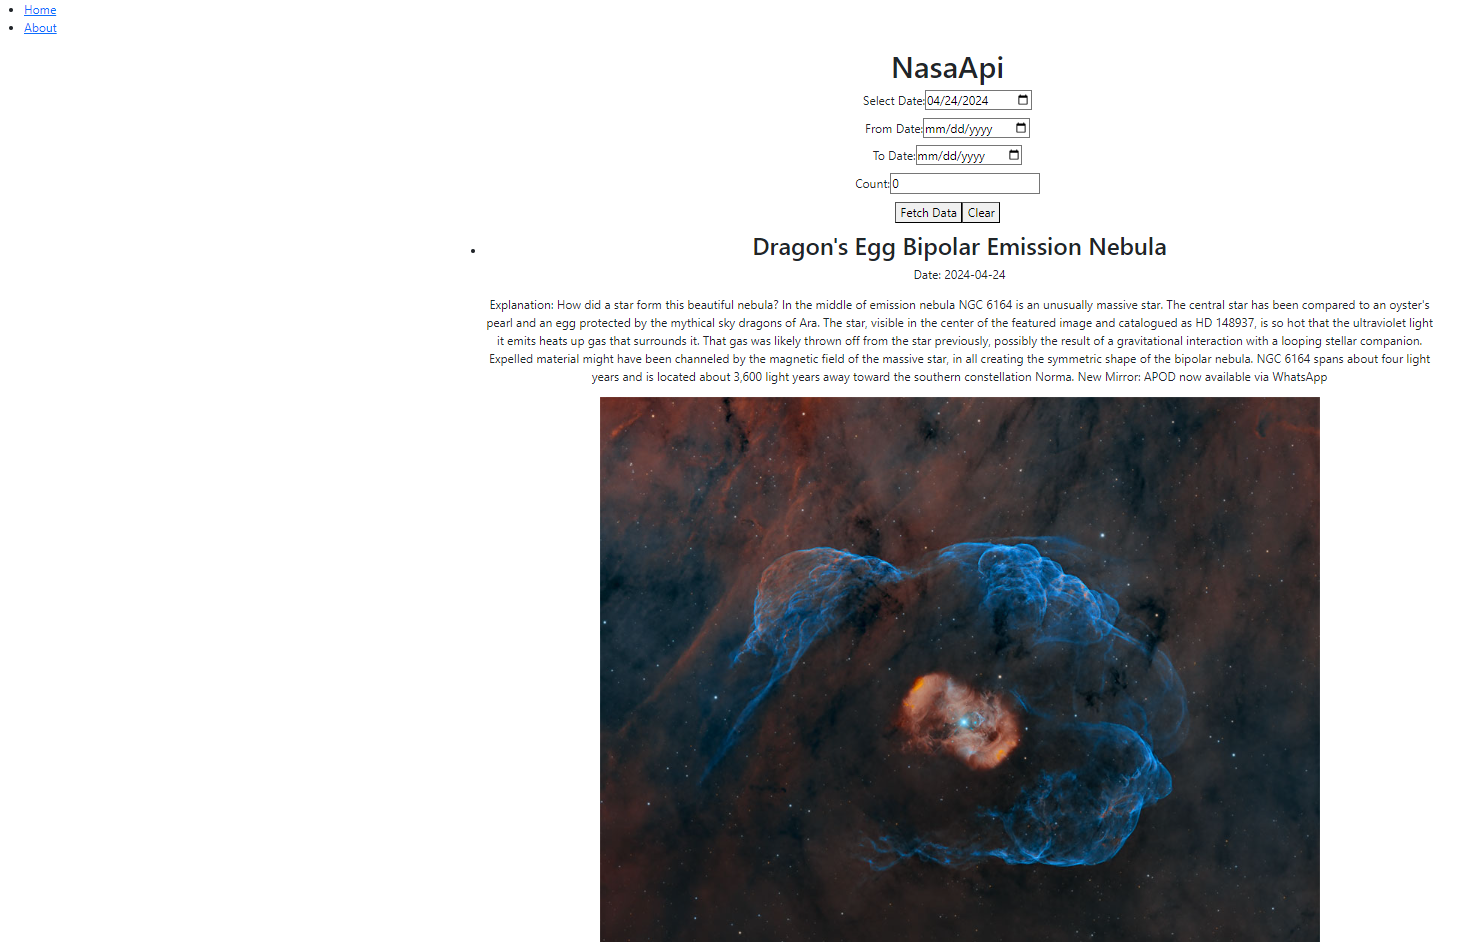 Home
About
NasaApi
Select Date: 04/24/2024
From Date: mm/dd/yyyy
To Date: mm/dd/yyyy
Count: 0
Fetch Data Clear
Dragon's Egg Bipolar Emission Nebula
Date: 2024-04-24
Explanation: How did a star form this beautiful nebula? In the middle of emission nebula NGC 6164 is an unusually massive star. The central star has been compared to an oyster's
pearl and an egg protected by the mythical sky dragons of Ara. The star, visible in the center of the featured image and catalogued as HD 148937, is so hot that the ultraviolet light
it emits heats up gas that surrounds it. That gas was likely thrown off from the star previously, possibly the result of a gravitational interaction with a looping stellar companion.
Expelled material might have been channeled by the magnetic field of the massive star, in all creating the symmetric shape of the bipolar nebula. NGC 6164 spans about four light
years and is located about 3,600 light years away toward the southern constellation Norma. New Mirror: APOD now available via WhatsApp